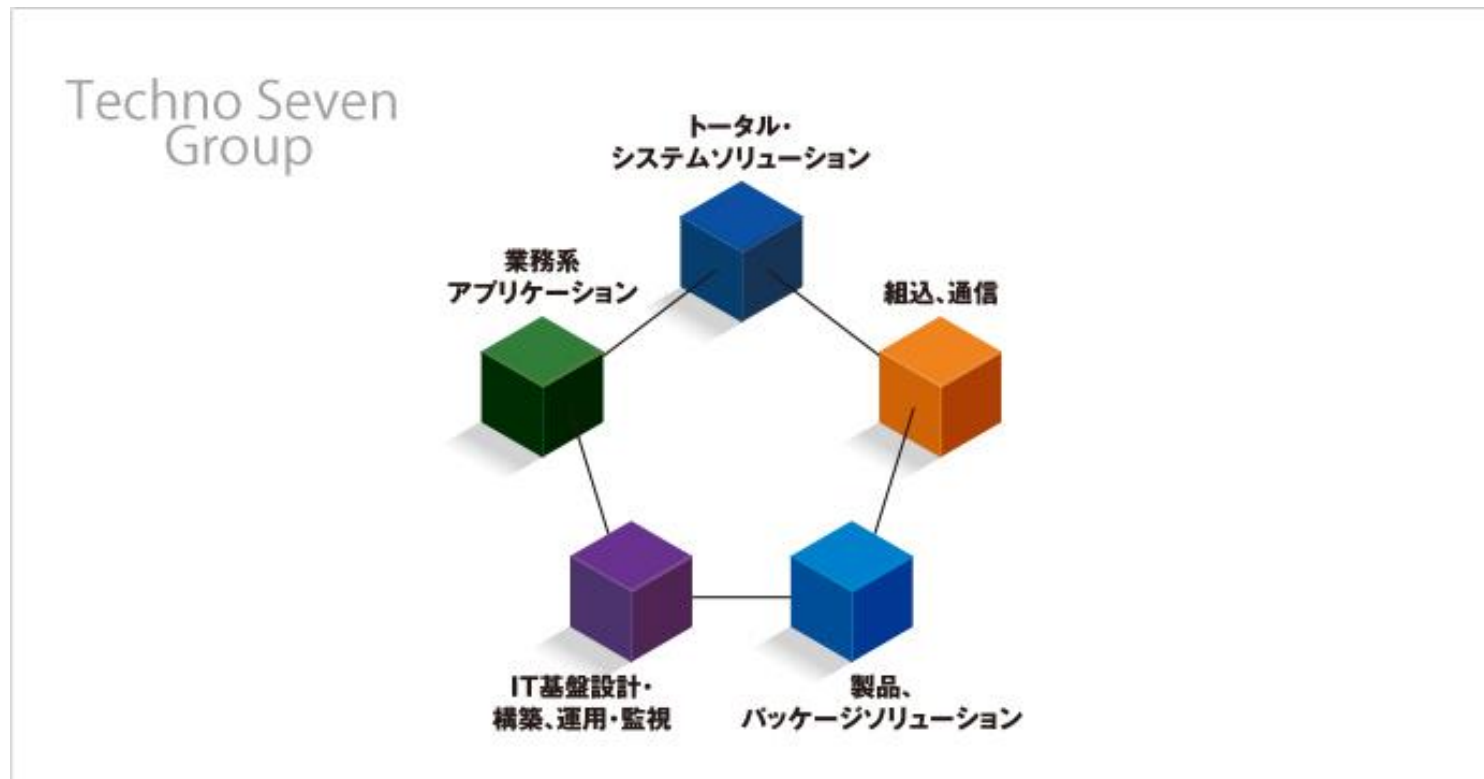 Techno Seven
Group
トータル・
システムソリューション
業務系
アプリケーション
組込、通信
IT基盤設計・
構築、運用・監視
製品、
パッケージソリューション